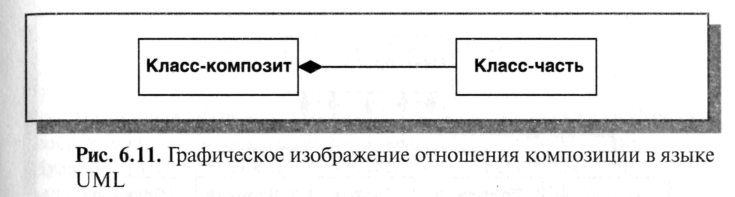 Класс-композит Класс-часть
Рис. 6.11. Графическое изображение отношения композиции в языке
UML